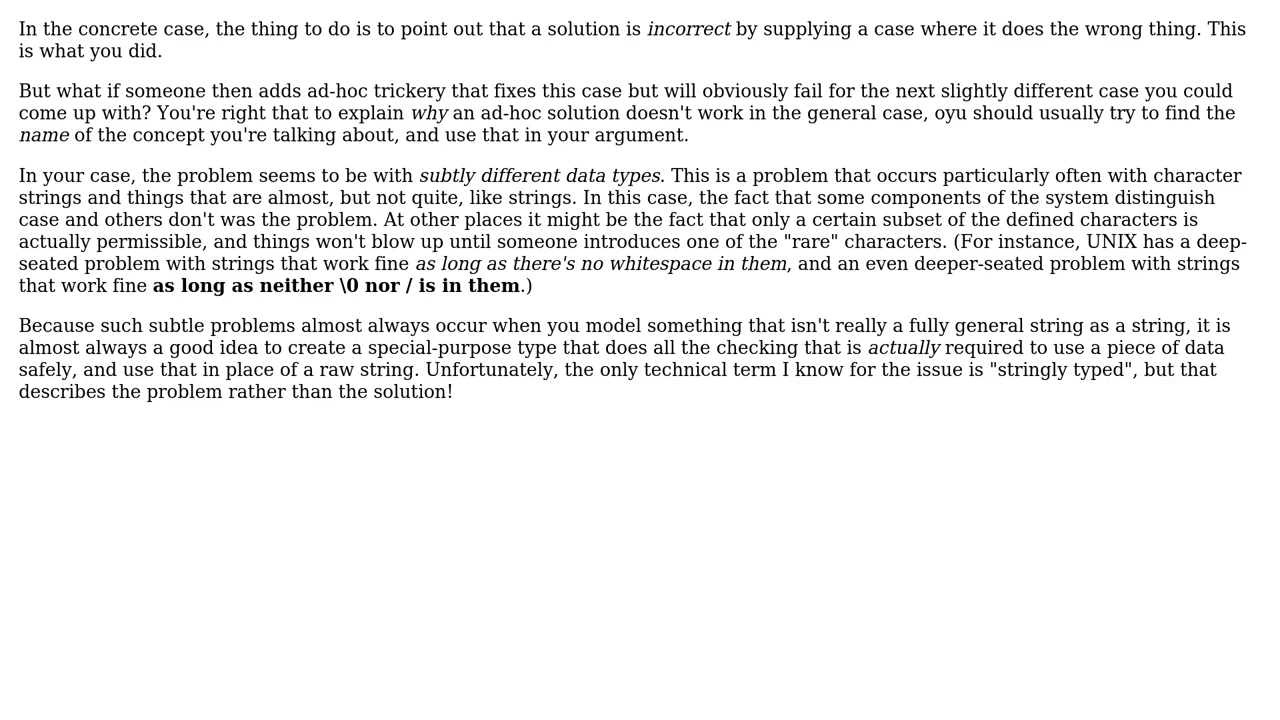 In the concrete case, the thing to do is to point out that a solution is incorrect by supplying a case where it does the wrong thing. This
is what you did.
But what if someone then adds ad-hoc trickery that fixes this case but will obviously fail for the next slightly different case you could
come up with? You're right that to explain why an ad-hoc solution doesn't work in the general case, oyu should usually try to find the
name of the concept you're talking about, and use that in your argument.
In your case, the problem seems to be with subtly different data types. This is a problem that occurs particularly often with character
strings and things that are almost, but not quite, like strings. In this case, the fact that some components of the system distinguish
case and others don't was the problem. At other places it might be the fact that only a certain subset of the defined characters is
actually permissible, and things won't blow up until someone introduces one of the "rare" characters. (For instance, UNIX has a deep-
seated problem with strings that work fine as long as there's no whitespace in them, and an even deeper-seated problem with strings
that work fine as long as neither \0 nor / is in them.)
Because such subtle problems almost always occur when you model something that isn't really a fully general string as a string, it is
almost always a good idea to create a special-purpose type that does all the checking that is actually required to use a piece of data
safely, and use that in place of a raw string. Unfortunately, the only technical term I know for the issue is "stringly typed", but that
describes the problem rather than the solution!